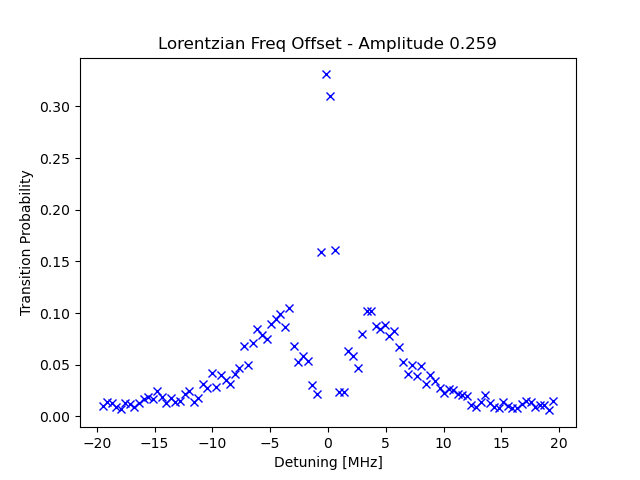 Lorentzian Freq Offset - Amplitude 0.259
Transition Probability
0.30
0.25
0.20
0.15
0.10
0.05
0.00
−20 −15 −10 −5 0 5 10 15 20
Detuning [MHz]